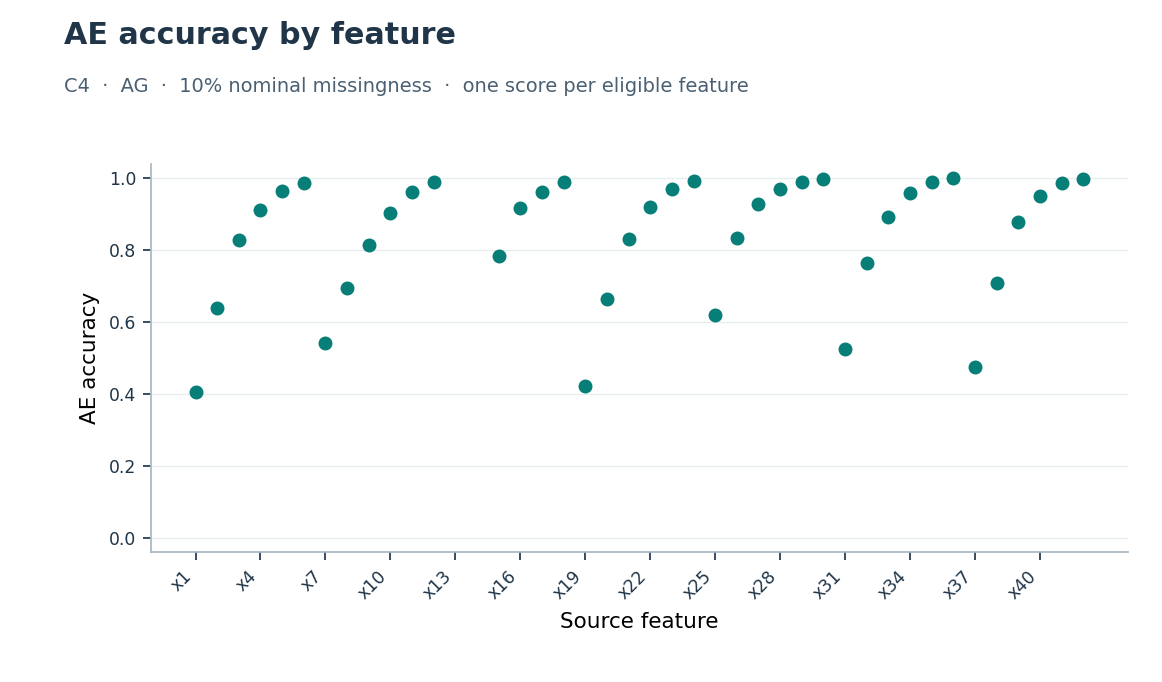 AE accuracy by feature
C4 · AG · 10% nominal missingness · one score per eligible feature
1.0
0.8
0.6
0.4
0.2
0.0
AE accuracy
x1 x4 x7 x10 x13 x16 x19 x22 x25 x28 x31 x34 x37 x40
Source feature